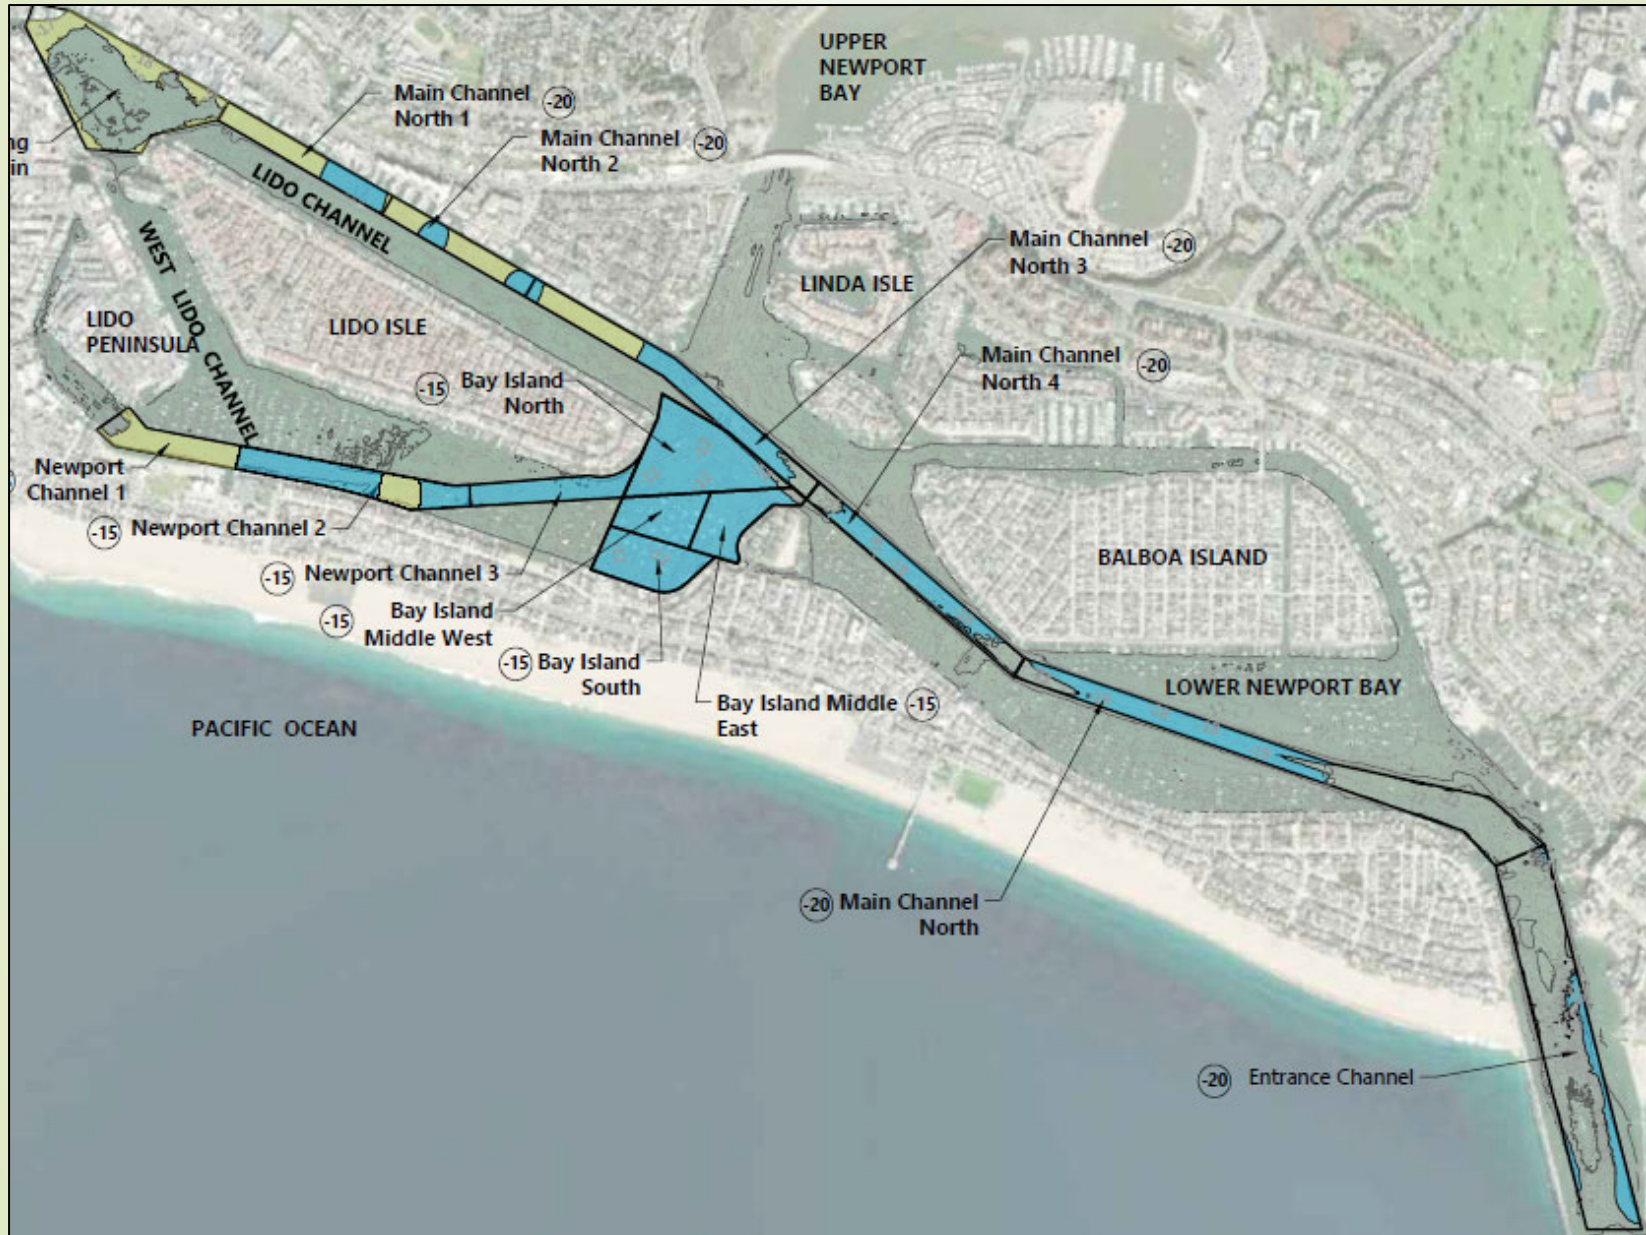 UPPER
NEWPORT
BAY
Main Channel
North 1
-20
Main Channel
North 2
-20
LIDO CHANNEL
WEST LIDO CHANNEL
Main Channel
North 3
-20
LINDA ISLE
LIDO
PENINSULA
LIDO ISLE
Main Channel
North 4
-20
-15 Bay Island
North
Newport
Channel 1
-15 Newport Channel 2
-15 Newport Channel 3
BALBOA ISLAND
-15 Bay Island
Middle West
-15 Bay Island
South
Bay Island Middle -15
East
LOWER NEWPORT BAY
PACIFIC OCEAN
-20 Main Channel
North
-20 Entrance Channel